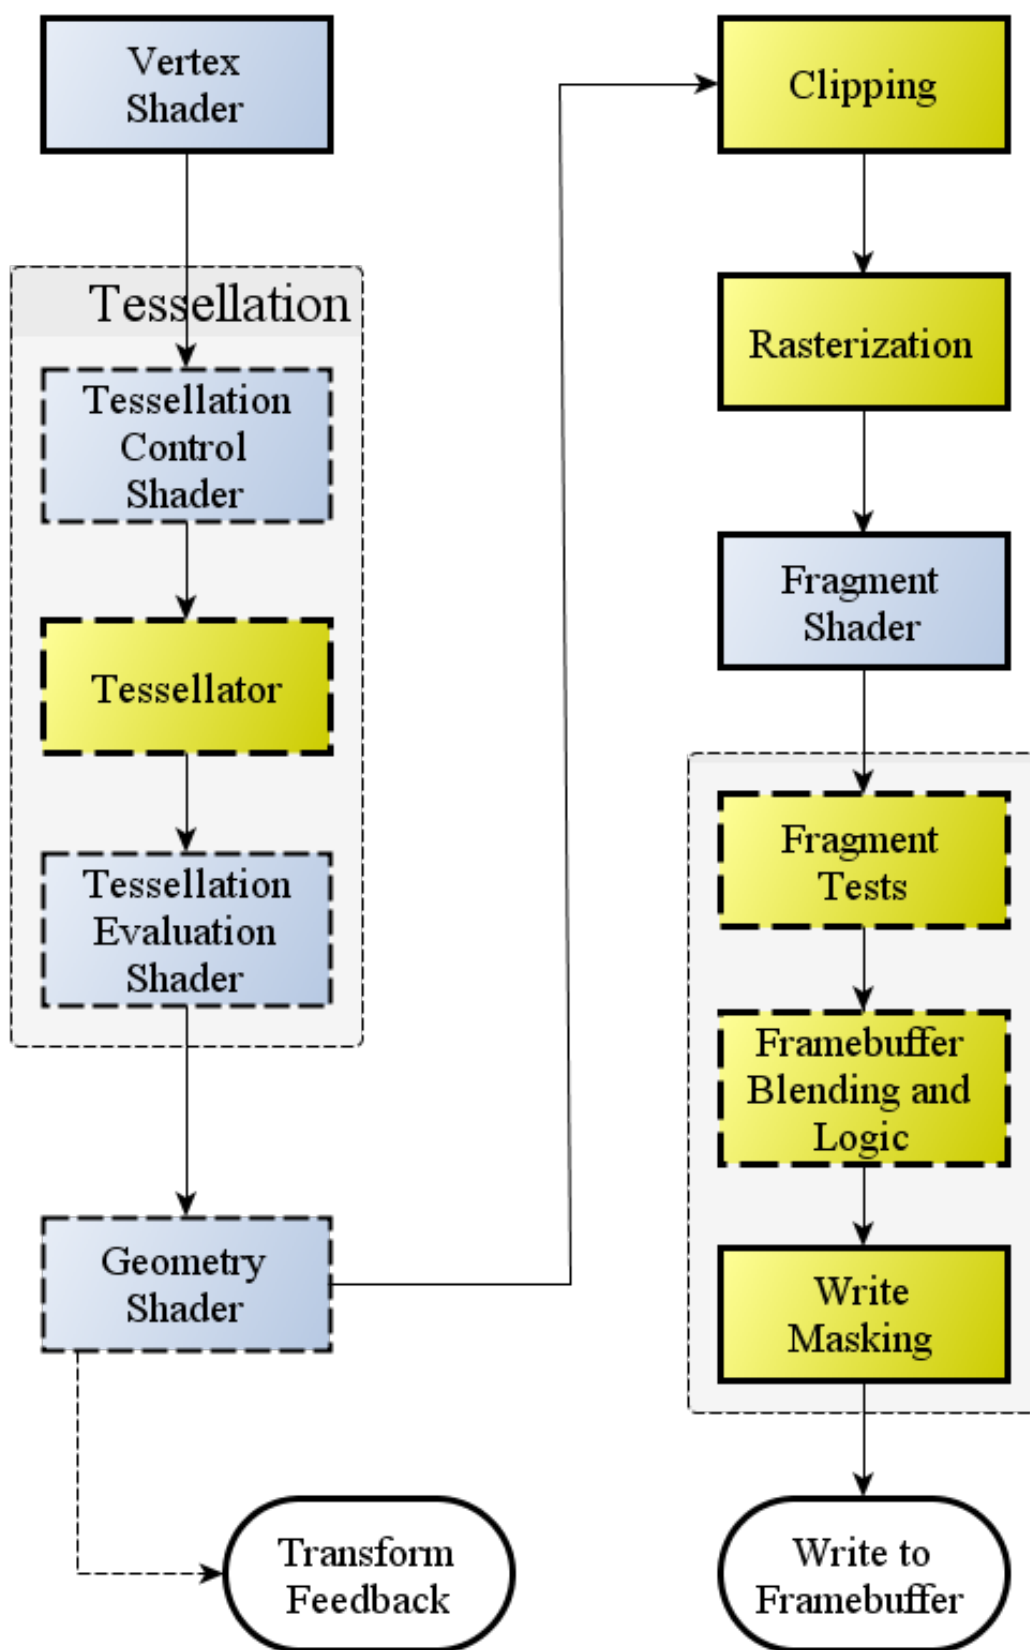 Vertex
Shader
Tessellation
Tessellation
Control
Shader
Tessellator
Tessellation
Evaluation
Shader
Geometry
Shader
Transform
Feedback
Clipping
Rasterization
Fragment
Shader
Fragment
Tests
Framebuffer
Blending and
Logic
Write
Masking
Write to
Framebuffer